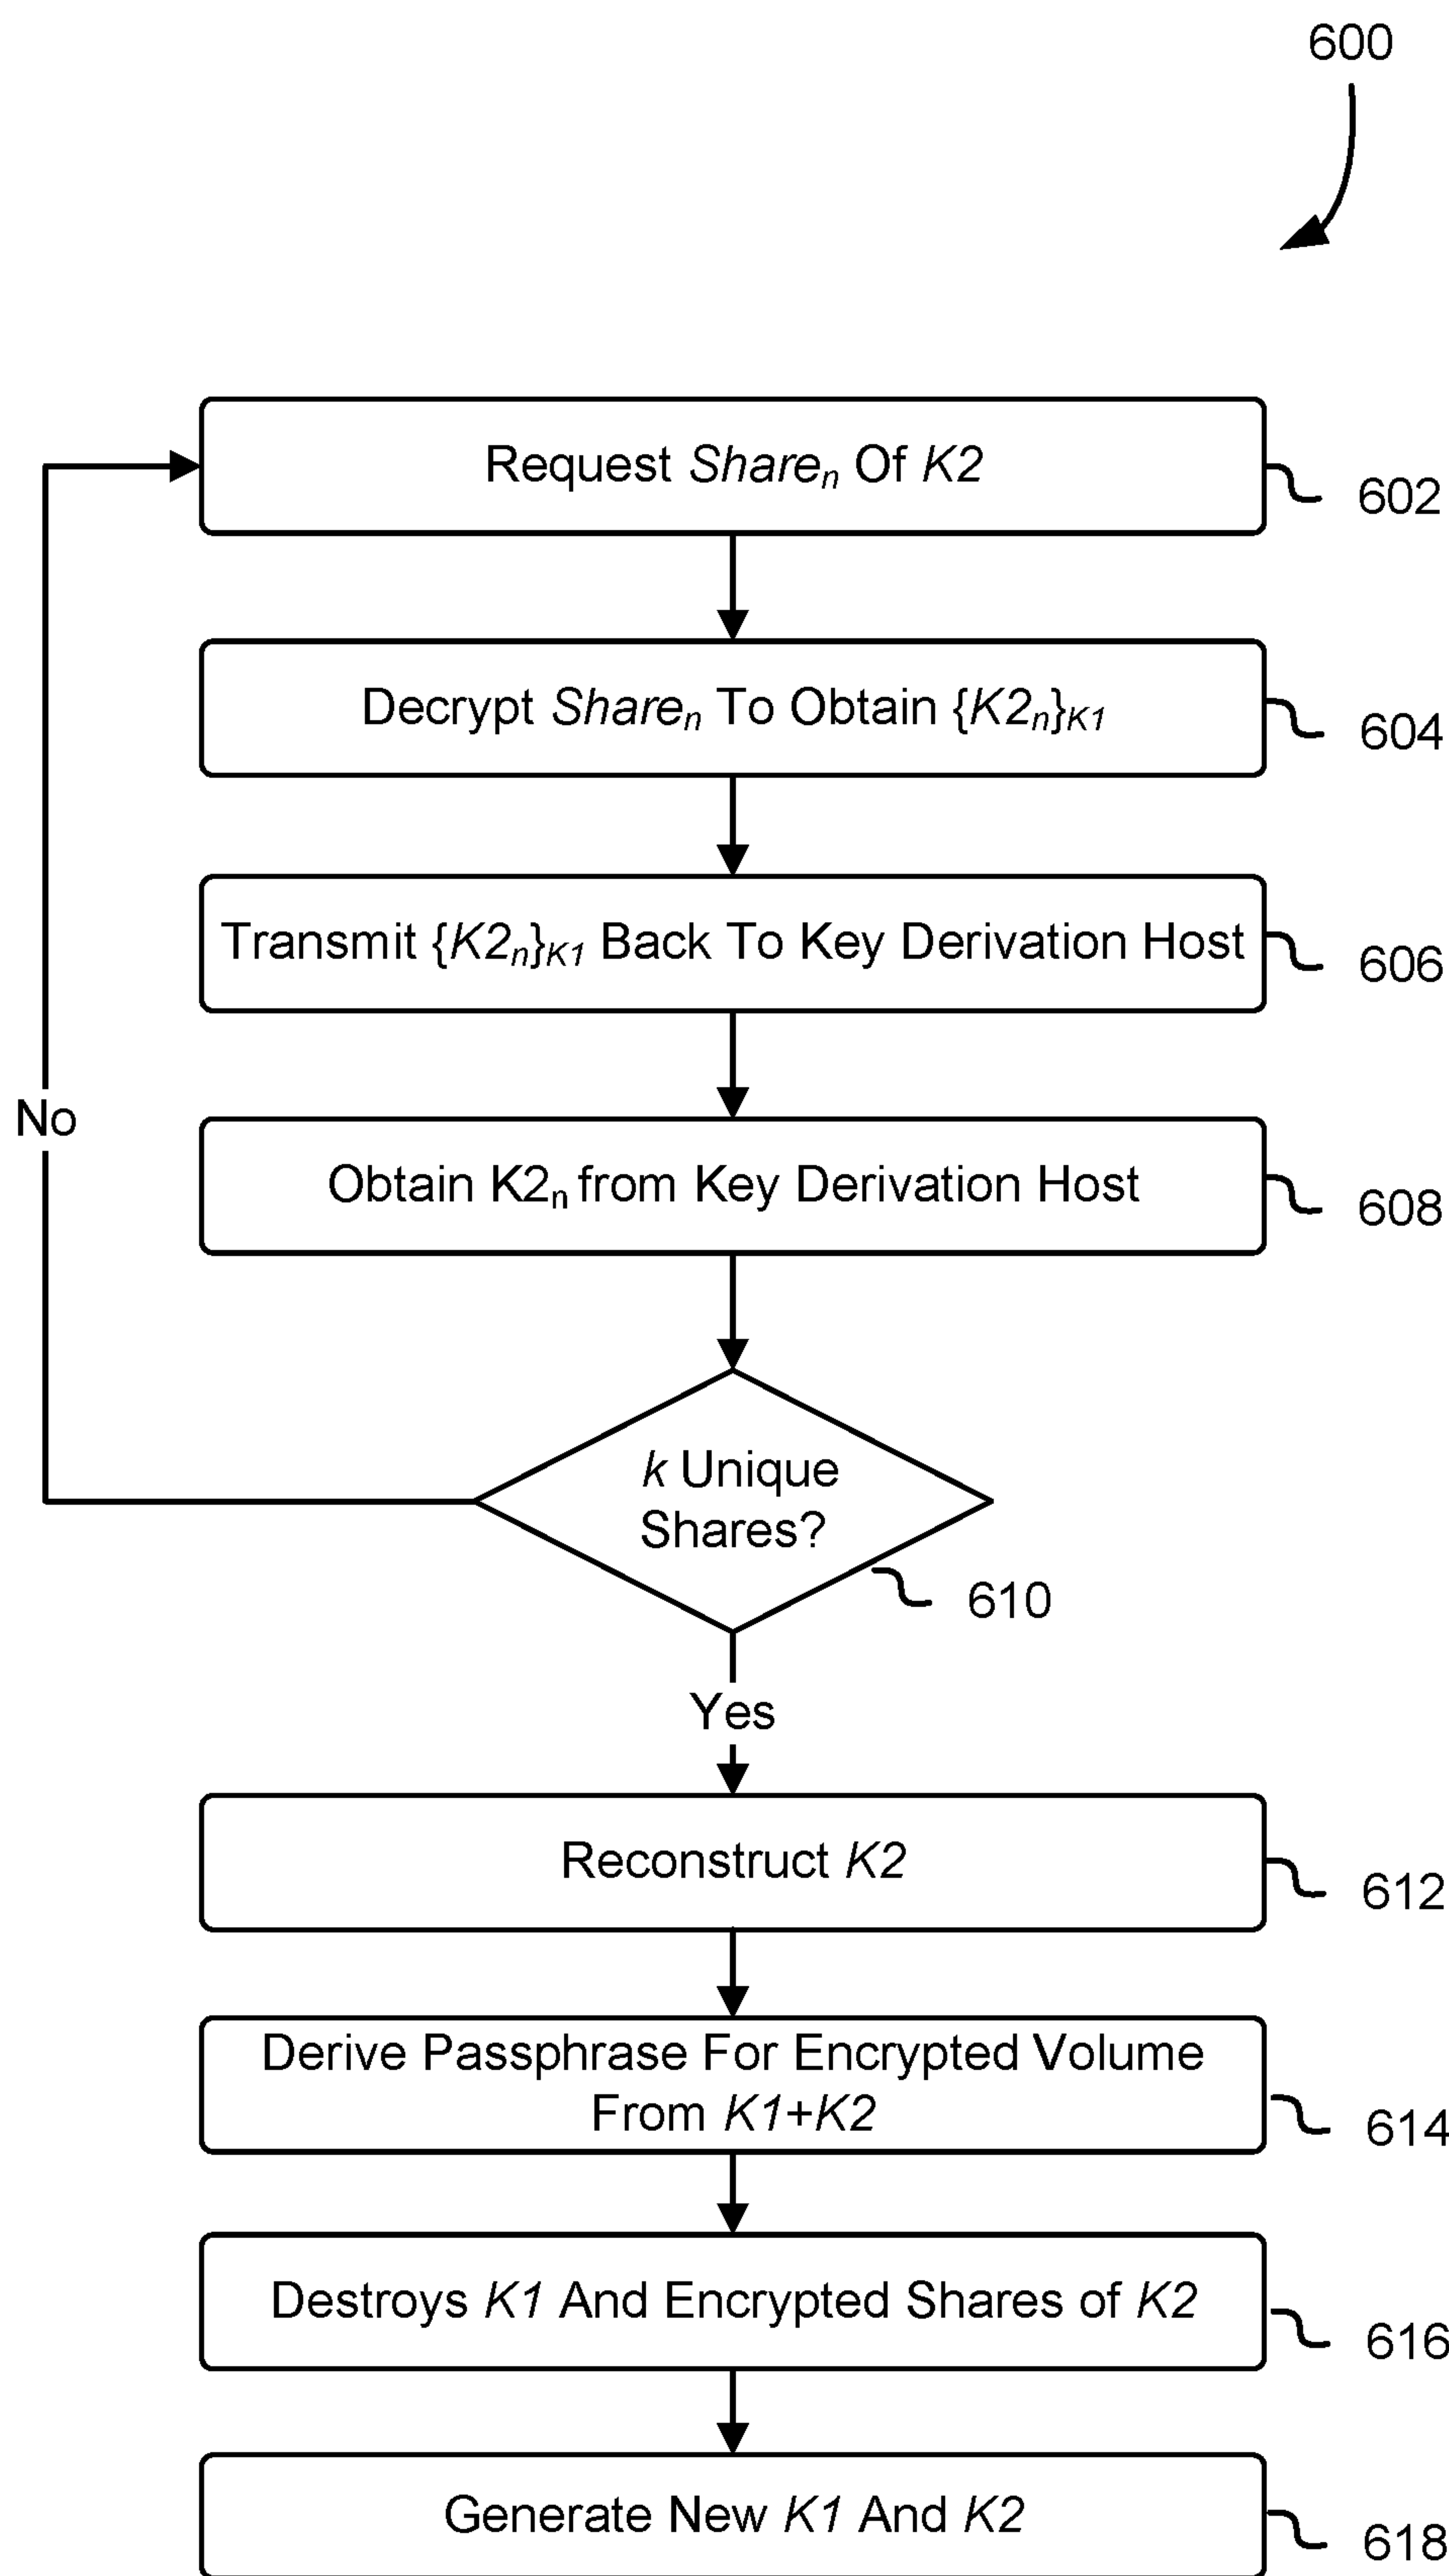 600
Request Shareₙ Of K2
602
Decrypt Shareₙ To Obtain {K2ₙ}K1
604
Transmit {K2ₙ}K1 Back To Key Derivation Host
606
No
Obtain K2ₙ from Key Derivation Host
608
k Unique
Shares?
610
Yes
Reconstruct K2
612
Derive Passphrase For Encrypted Volume
From K1+K2
614
Destroys K1 And Encrypted Shares of K2
616
Generate New K1 And K2
618